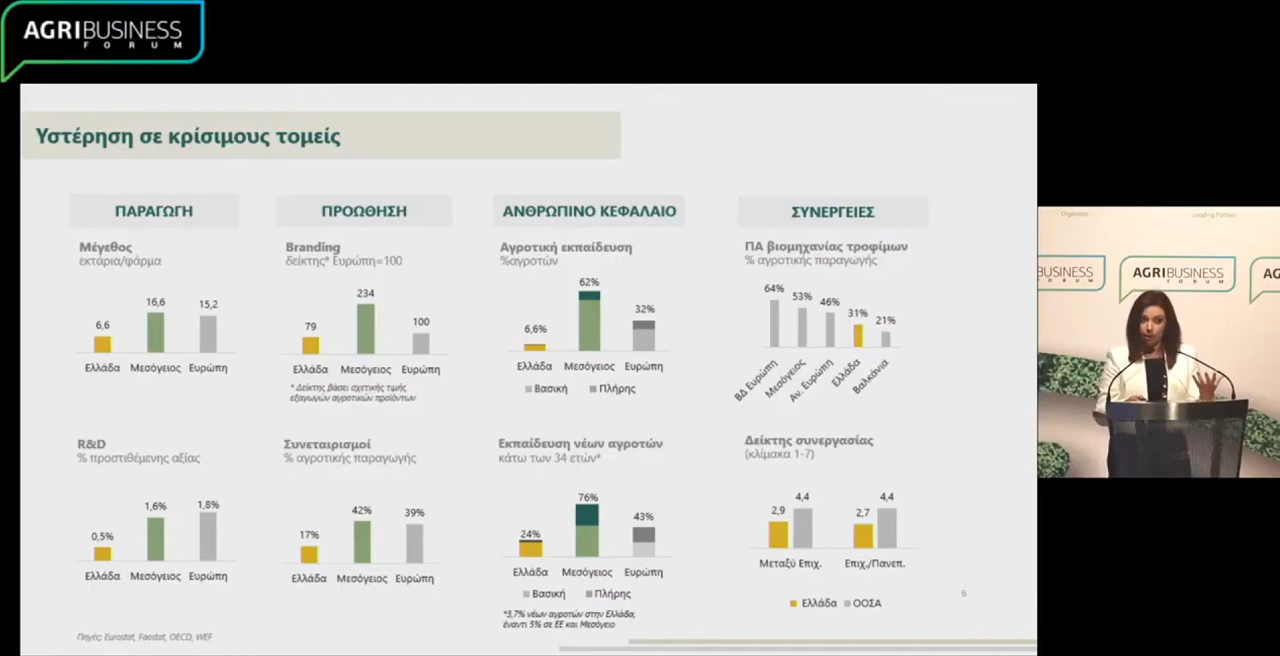 AGRIBUSINESS
FORUM
Υστέρηση σε κρίσιμους τομείς
ΠΑΡΑΓΩΓΗ
Μέγεθος
εκτάρια/φάρμα
6,6
16,6
15,2
Ελλάδα
Μεσόγειος
Ευρώπη
R&D
% προστιθέμενης αξίας
0,5%
1,6%
1,8%
Ελλάδα
Μεσόγειος
Ευρώπη
ΠΡΟΩΘΗΣΗ
Branding
δείκτης* Ευρώπη=100
79
234
100
Ελλάδα
Μεσόγειος
Ευρώπη
* Δείκτης βάσει σχετικής τιμής
εξαγωγών αγροτικών προϊόντων
Συνεταιρισμοί
% αγροτικής παραγωγής
17%
42%
39%
Ελλάδα
Μεσόγειος
Ευρώπη
ΑΝΘΡΩΠΙΝΟ ΚΕΦΑΛΑΙΟ
Αγροτική εκπαίδευση
%αγροτών
6,6%
62%
32%
Ελλάδα
Μεσόγειος
Ευρώπη
Βασική
Πλήρης
Εκπαίδευση νέων αγροτών
κάτω των 34 ετών*
24%
76%
43%
Ελλάδα
Μεσόγειος
Ευρώπη
Βασική
Πλήρης
*3,7% νέων αγροτών στην Ελλάδα,
έναντι 5% σε ΕΕ και Μεσόγειο
ΣΥΝΕΡΓΕΙΕΣ
ΠΑ βιομηχανίας τροφίμων
% αγροτικής παραγωγής
64%
53%
46%
31%
21%
ΒΔ Ευρώπη
Μεσόγειος
Αν. Ευρώπη
Ελλάδα
Βαλκάνια
Δείκτης συνεργασίας
(κλίμακα 1-7)
2,9
4,4
2,7
4,4
Μεταξύ Επιχ.
Επιχ./Πανεπ.
Ελλάδα
ΟΟΣΑ
6
Πηγές: Eurostat, Faostat, OECD, WEF
Organizer
Leading Partner
BUSINESS
FORUM
AGRIBUSINESS
FORUM
AG